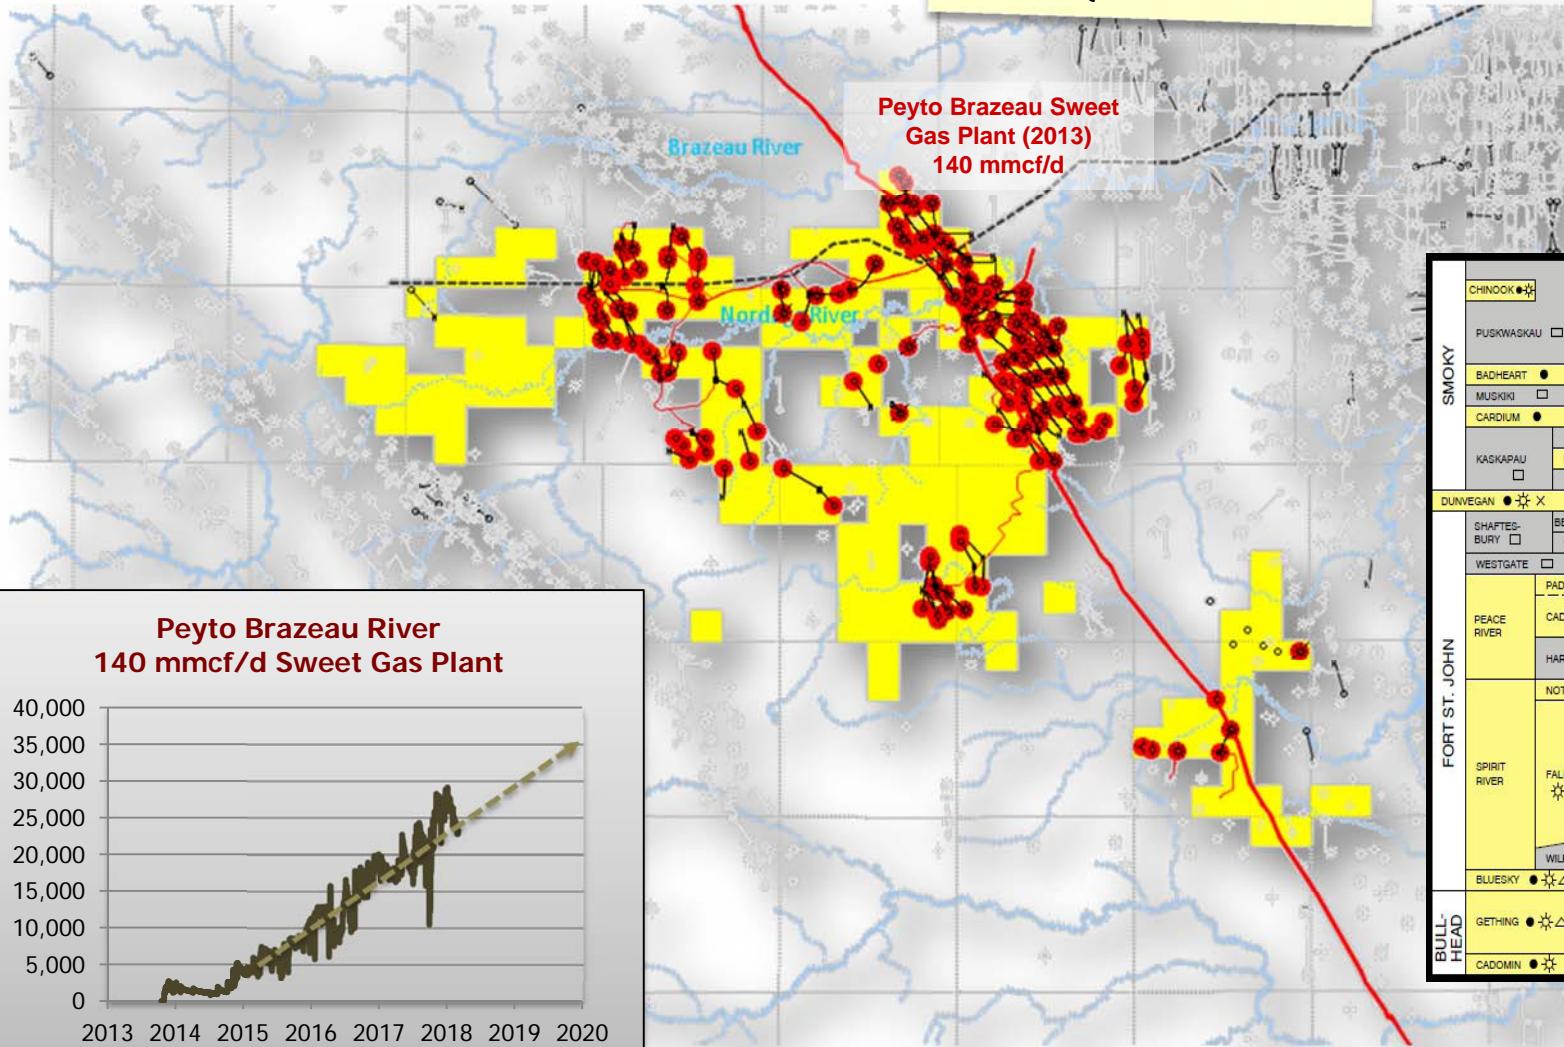 Peyto Brazeau Sweet
Gas Plant (2013)
140 mmcf/d
Brazeau River
River
Peyto Brazeau River
140 mmcf/d Sweet Gas Plant
40,000
35,000
30,000
25,000
20,000
15,000
10,000
5,000
0
2013 2014 2015 2016 2017 2018 2019 2020
SMOKY
CHINOOK
PUSKWASKAU
BADHEART
MUSKIKI
CARDIUM
KASKAPAU
DUNVEGAN
FORT ST. JOHN
SHAFTES-
BURY
WESTGATE
PEACE
RIVER
SPIRIT
RIVER
BLUESKY
BULL-
HEAD
GETHING
CADOMIN